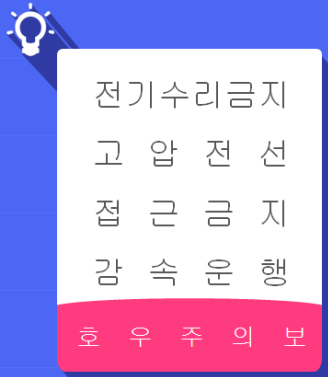 전기수리금지
고 압 전 선
접 근 금 지
감 속 운 행
호 우 주 의 보